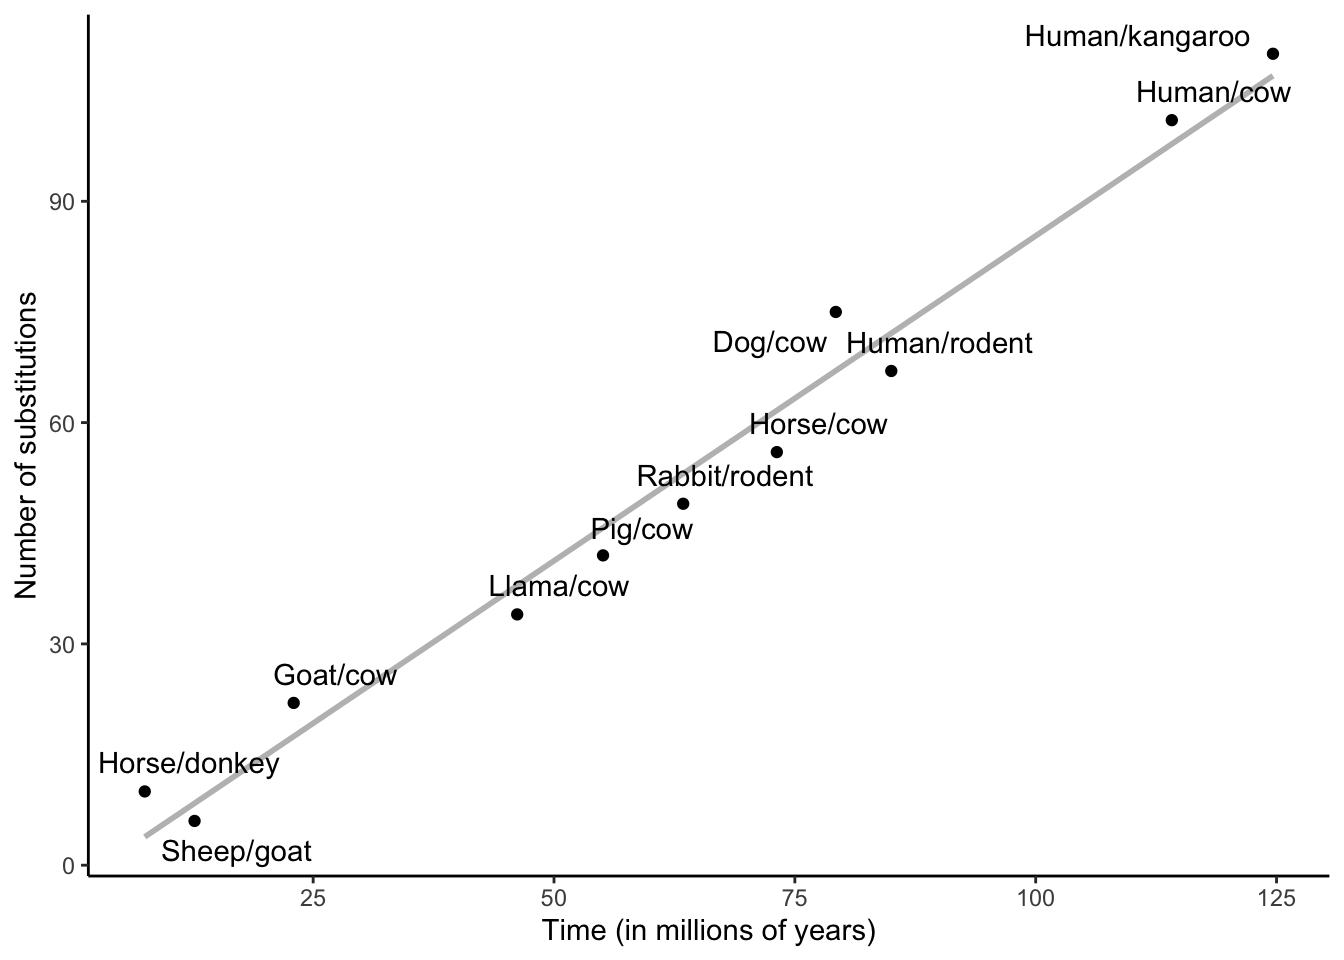 Human/kangaroo
Human/cow
90
Dog/cow
Human/rodent
60
Horse/cow
Rabbit/rodent
Pig/cow
Llama/cow
30
Goat/cow
Horse/donkey
Sheep/goat
0
25 50 75 100 125
Time (in millions of years)
Number of substitutions